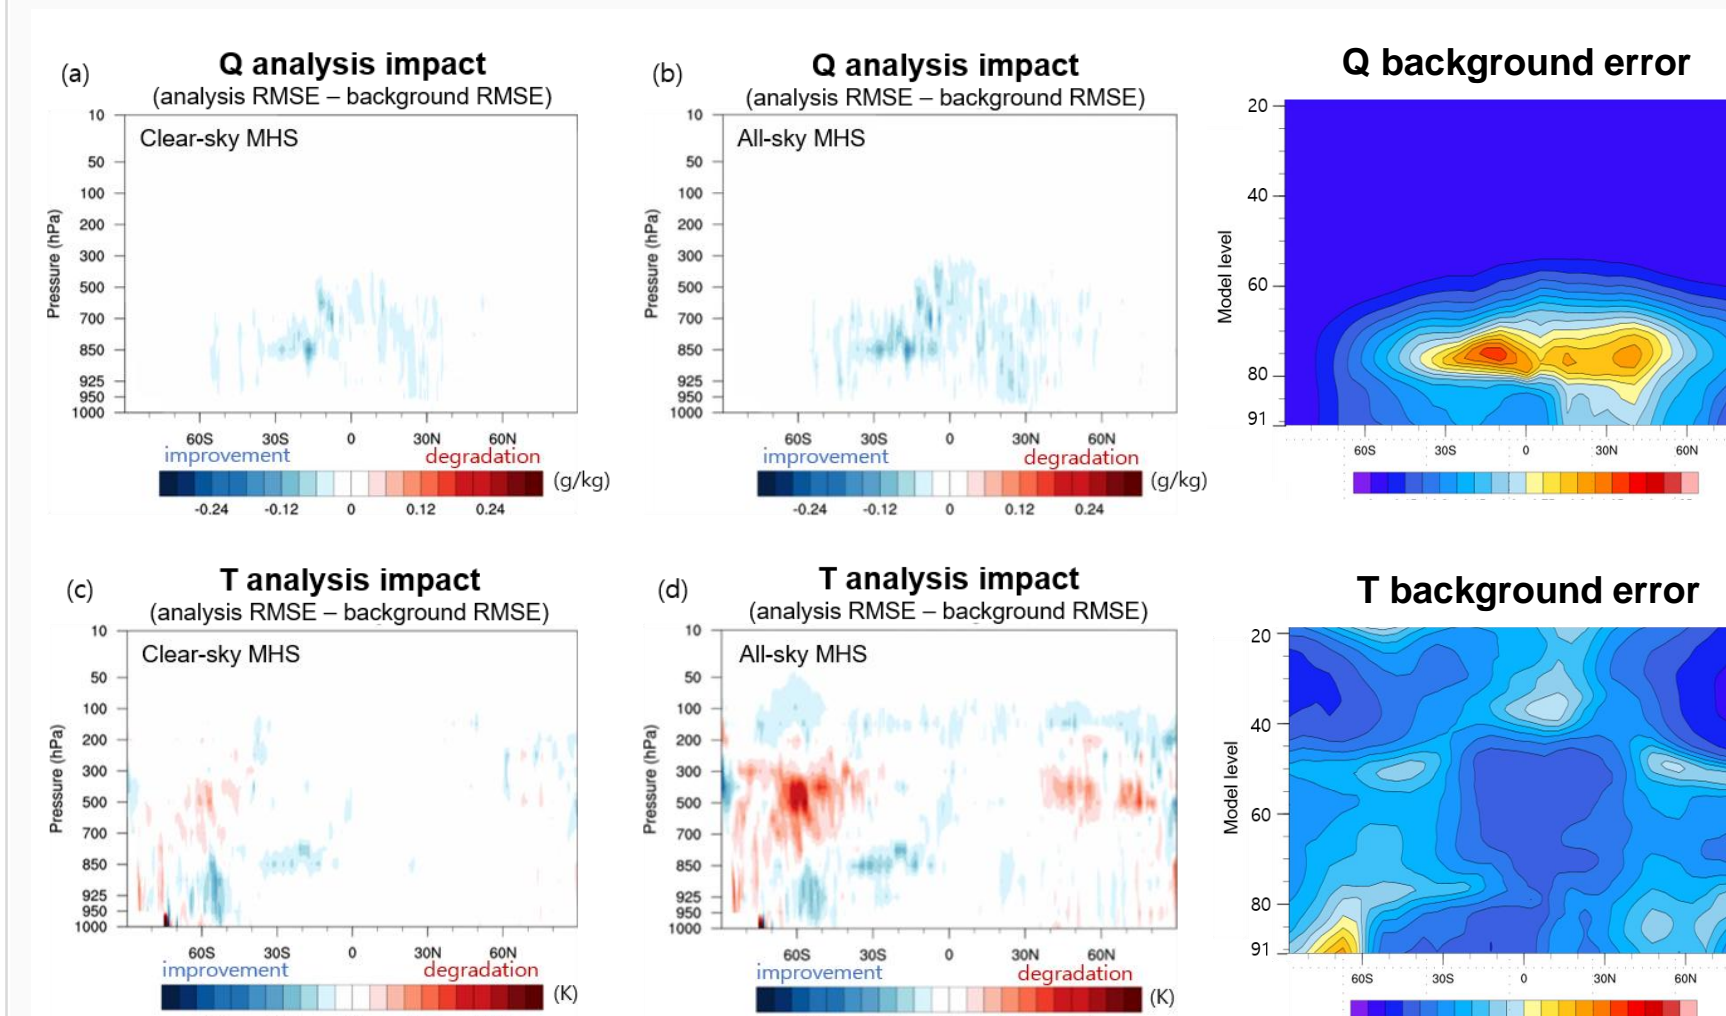 (a)
Q analysis impact
(analysis RMSE – background RMSE)
Clear-sky MHS
Pressure (hPa)
10
50
100
200
300
500
700
850
925
950
1000
60S 30S 0 30N 60N
improvement degradation
(g/kg)
-0.24 -0.12 0 0.12 0.24
(b)
Q analysis impact
(analysis RMSE – background RMSE)
All-sky MHS
Pressure (hPa)
10
50
100
200
300
500
700
850
925
950
1000
60S 30S 0 30N 60N
improvement degradation
(g/kg)
-0.24 -0.12 0 0.12 0.24
Q background error
Model level
20
40
60
80
91
60S 30S 0 30N 60N
(c)
T analysis impact
(analysis RMSE – background RMSE)
Clear-sky MHS
Pressure (hPa)
10
50
100
200
300
500
700
850
925
950
1000
60S 30S 0 30N 60N
improvement degradation
(K)
(d)
T analysis impact
(analysis RMSE – background RMSE)
All-sky MHS
Pressure (hPa)
10
50
100
200
300
500
700
850
925
950
1000
60S 30S 0 30N 60N
improvement degradation
(K)
T background error
Model level
20
40
60
80
91
60S 30S 0 30N 60N